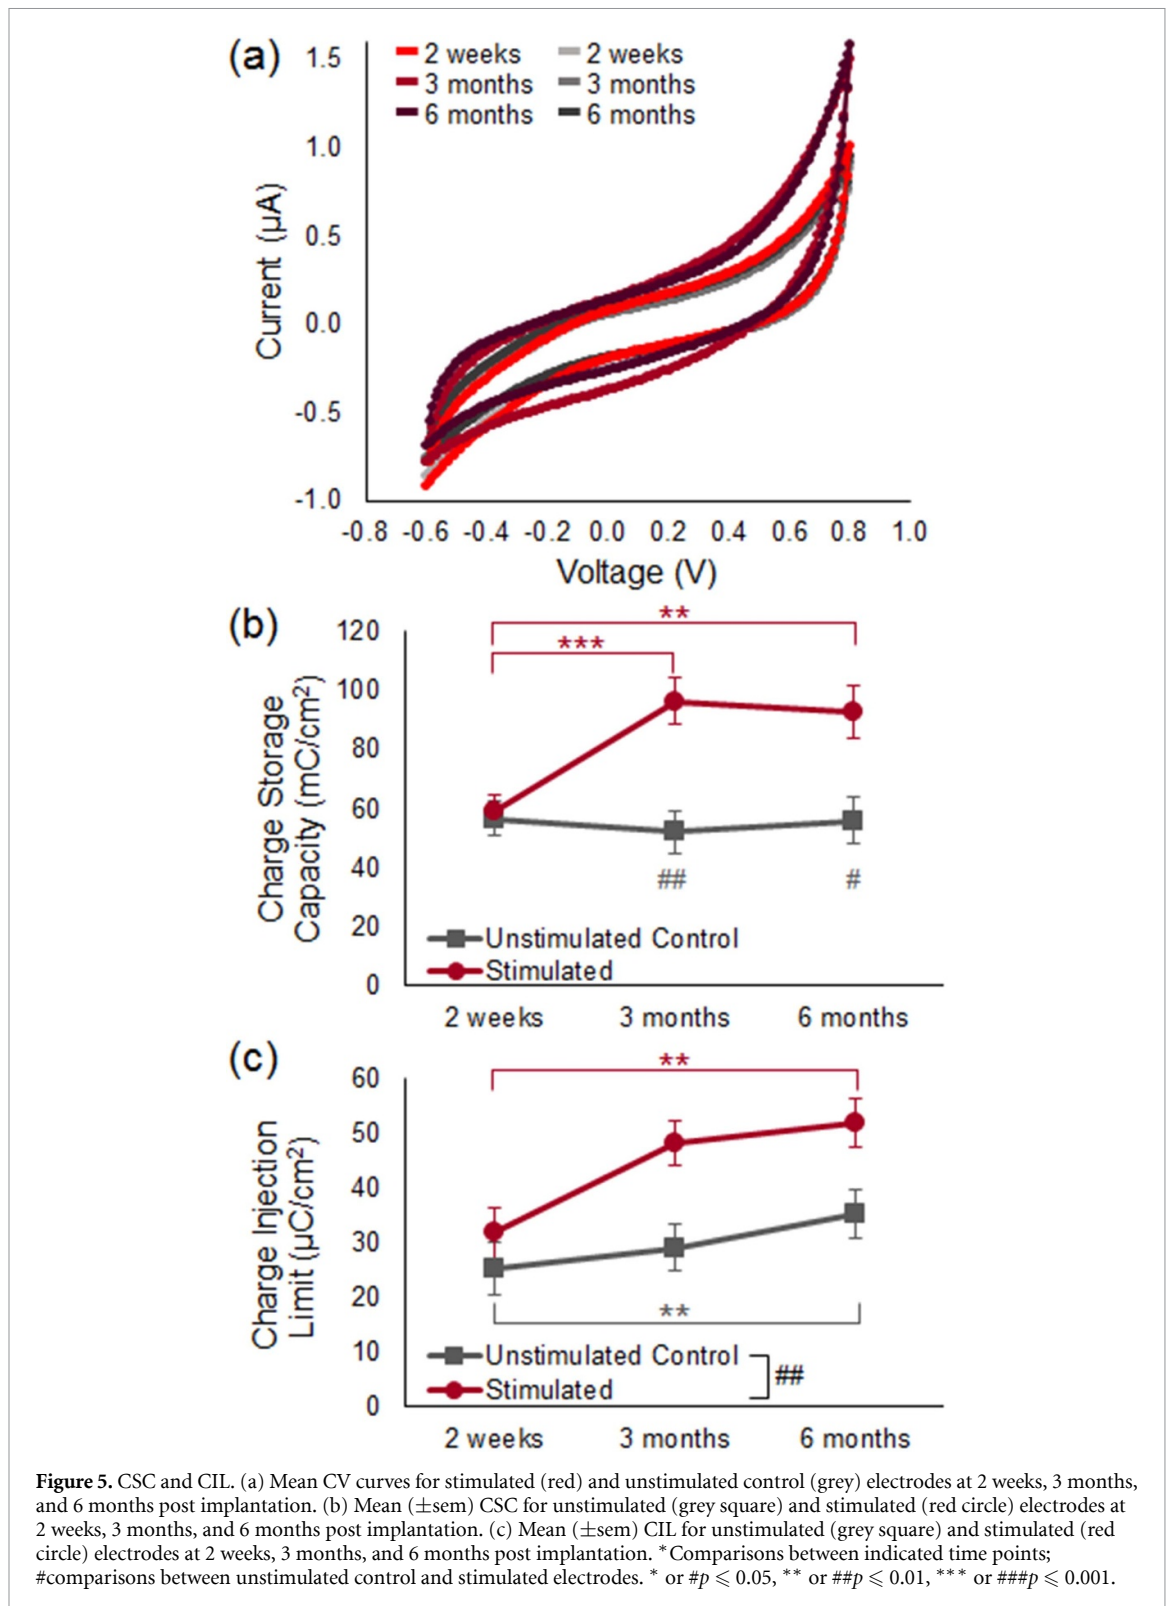 (a)
2 weeks 2 weeks
3 months 3 months
6 months 6 months
1.5
1.0
0.5
0.0
-0.5
-1.0
Current (µA)
-0.8 -0.6 -0.4 -0.2 0.0 0.2 0.4 0.6 0.8 1.0
Voltage (V)
(b)
**
***
120
100
80
60
40
20
0
Charge Storage
Capacity (mC/cm²)
## #
Unstimulated Control
Stimulated
2 weeks 3 months 6 months
(c)
**
60
50
40
30
20
10
0
Charge Injection
Limit (µC/cm²)
**
Unstimulated Control
Stimulated
##
2 weeks 3 months 6 months
Figure 5. CSC and CIL. (a) Mean CV curves for stimulated (red) and unstimulated control (grey) electrodes at 2 weeks, 3 months,
and 6 months post implantation. (b) Mean (±sem) CSC for unstimulated (grey square) and stimulated (red circle) electrodes at
2 weeks, 3 months, and 6 months post implantation. (c) Mean (±sem) CIL for unstimulated (grey square) and stimulated (red
circle) electrodes at 2 weeks, 3 months, and 6 months post implantation. *Comparisons between indicated time points;
#comparisons between unstimulated control and stimulated electrodes. * or #p ⩽ 0.05, ** or ##p ⩽ 0.01, *** or ###p ⩽ 0.001.